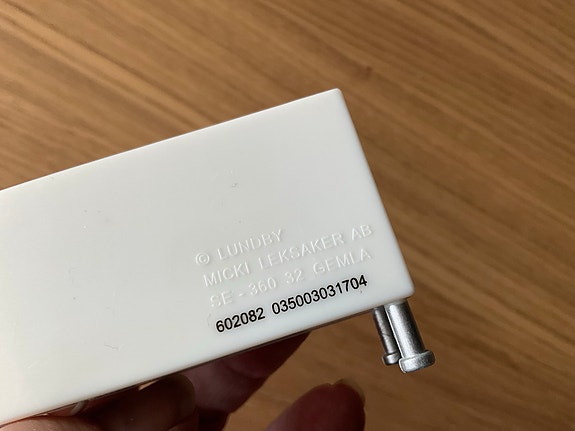 © LUNDBY
MICKI LEKSAKER AB
SE-360 32 GEMLA
602082 035003031704